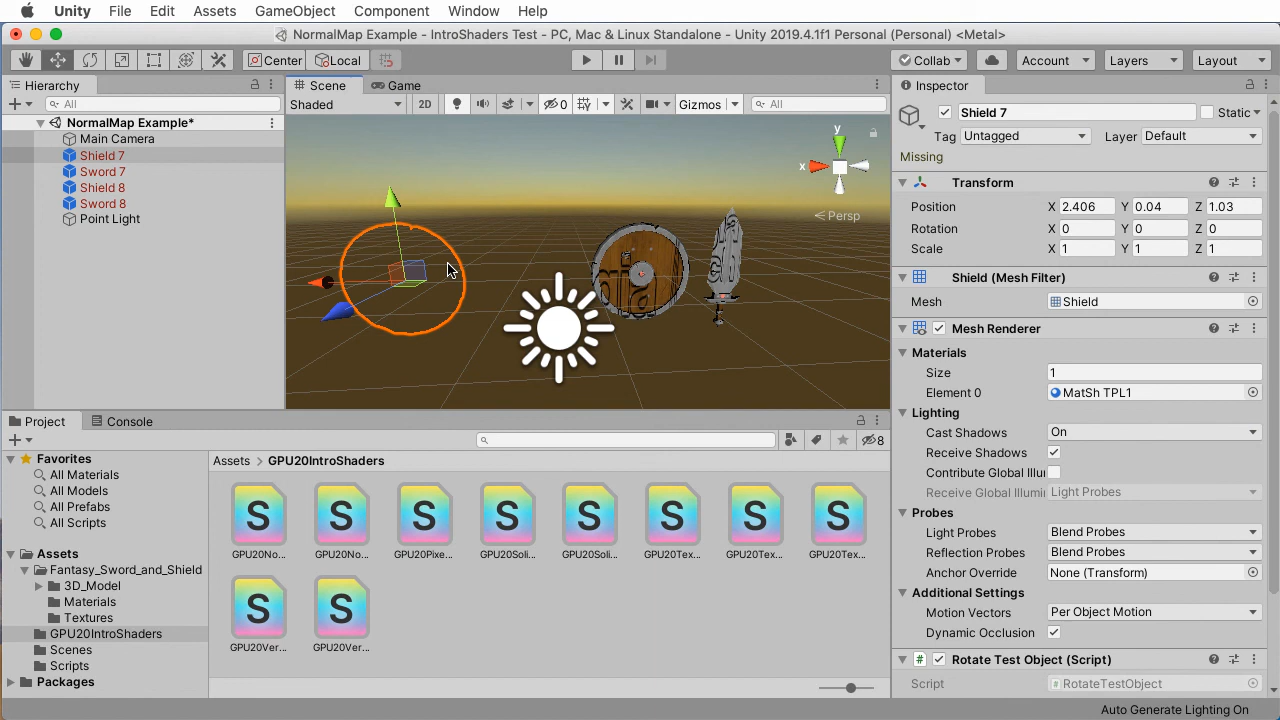 Unity File Edit Assets GameObject Component Window Help
NormalMap Example - IntroShaders Test - PC, Mac & Linux Standalone - Unity 2019.4.1f1 Personal (Personal) <Metal>
Center Local Collab Account Layers Layout
Hierarchy
All
NormalMap Example*
Main Camera
Shield 7
Sword 7
Shield 8
Sword 8
Point Light
Scene Game
Shaded 2D 0 Gizmos All
y
x
Persp
Inspector
Shield 7 Static
Tag Untagged Layer Default
Missing
Transform
Position X 2.406 Y 0.04 Z 1.03
Rotation X 0 Y 0 Z 0
Scale X 1 Y 1 Z 1
Shield (Mesh Filter)
Mesh Shield
Mesh Renderer
Materials
Size 1
Element 0 MatSh TPL1
Lighting
Cast Shadows On
Receive Shadows
Contribute Global Illu
Receive Global Illumin Light Probes
Probes
Light Probes Blend Probes
Reflection Probes Blend Probes
Anchor Override None (Transform)
Additional Settings
Motion Vectors Per Object Motion
Dynamic Occlusion
# Rotate Test Object (Script)
Script # RotateTestObject
Project Console
8
Favorites
All Materials
All Models
All Prefabs
All Scripts
Assets
Fantasy_Sword_and_Shield
3D_Model
Materials
Textures
GPU20IntroShaders
Scenes
Scripts
Packages
Assets > GPU20IntroShaders
S S S S S S S S
GPU20No... GPU20No... GPU20Pixe... GPU20Soli... GPU20Soli... GPU20Tex... GPU20Tex... GPU20Tex...
S S
GPU20Ver... GPU20Ver...
Auto Generate Lighting On